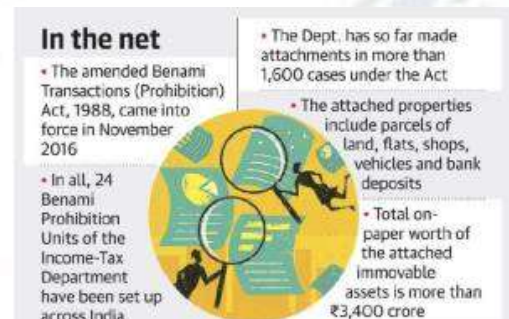 In the net
• The amended Benami
Transactions (Prohibition)
Act, 1988, came into
force in November
2016
• In all, 24
Benami
Prohibition
Units of the
Income-Tax
Department
have been set up
across India
• The Dept. has so far made
attachments in more than
1,600 cases under the Act
• The attached properties
include parcels of
land, flats, shops,
vehicles and bank
deposits
• Total on-
paper worth of
the attached
immovable
assets is more than
₹3,400 crore